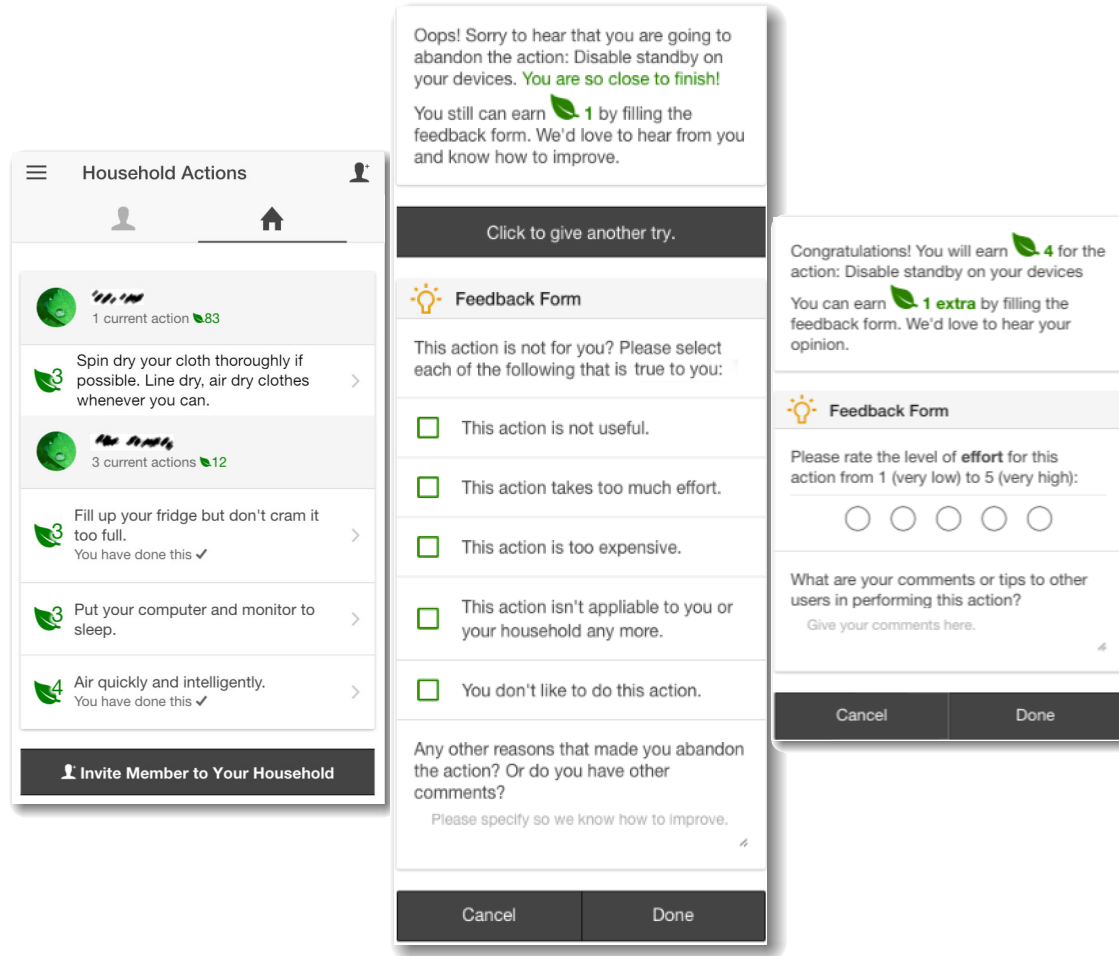 Household Actions
1 current action 83
3
Spin dry your cloth thoroughly if
possible. Line dry, air dry clothes
whenever you can.
3 current actions 12
3
Fill up your fridge but don't cram it
too full.
You have done this ✔
3
Put your computer and monitor to
sleep.
4
Air quickly and intelligently.
You have done this ✔
Invite Member to Your Household
Oops! Sorry to hear that you are going to
abandon the action: Disable standby on
your devices. You are so close to finish!
You still can earn 1 by filling the
feedback form. We'd love to hear from you
and know how to improve.
Click to give another try.
Feedback Form
This action is not for you? Please select
each of the following that is true to you:
This action is not useful.
This action takes too much effort.
This action is too expensive.
This action isn't appliable to you or
your household any more.
You don't like to do this action.
Any other reasons that made you abandon
the action? Or do you have other
comments?
Please specify so we know how to improve.
Cancel Done
Congratulations! You will earn 4 for the
action: Disable standby on your devices
You can earn 1 extra by filling the
feedback form. We'd love to hear your
opinion.
Feedback Form
Please rate the level of effort for this
action from 1 (very low) to 5 (very high):
What are your comments or tips to other
users in performing this action?
Give your comments here.
Cancel Done